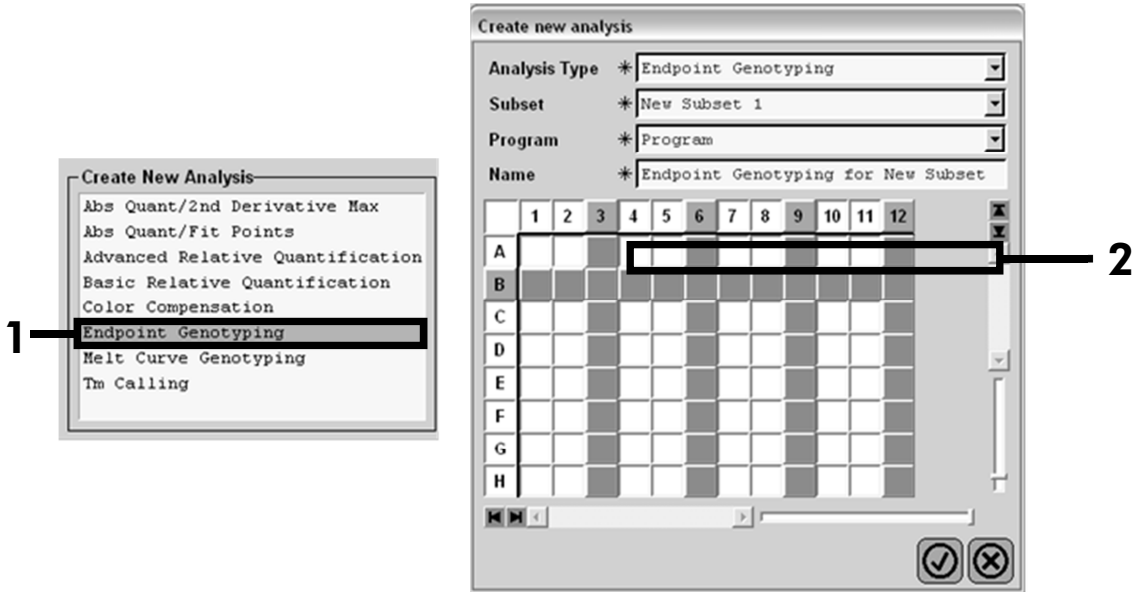 Create New Analysis
Abs Quant/2nd Derivative Max
Abs Quant/Fit Points
Advanced Relative Quantification
Basic Relative Quantification
Color Compensation
Endpoint Genotyping
Melt Curve Genotyping
Tm Calling
1
Create new analysis
Analysis Type * Endpoint Genotyping
Subset * New Subset 1
Program * Program
Name * Endpoint Genotyping for New Subset
1 2 3 4 5 6 7 8 9 10 11 12
A
B
C
D
E
F
G
H
2